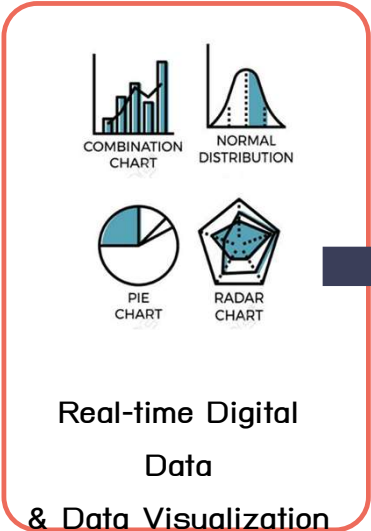 COMBINATION
CHART
NORMAL
DISTRIBUTION
PIE
CHART
RADAR
CHART
Real-time Digital
Data
& Data Visualization